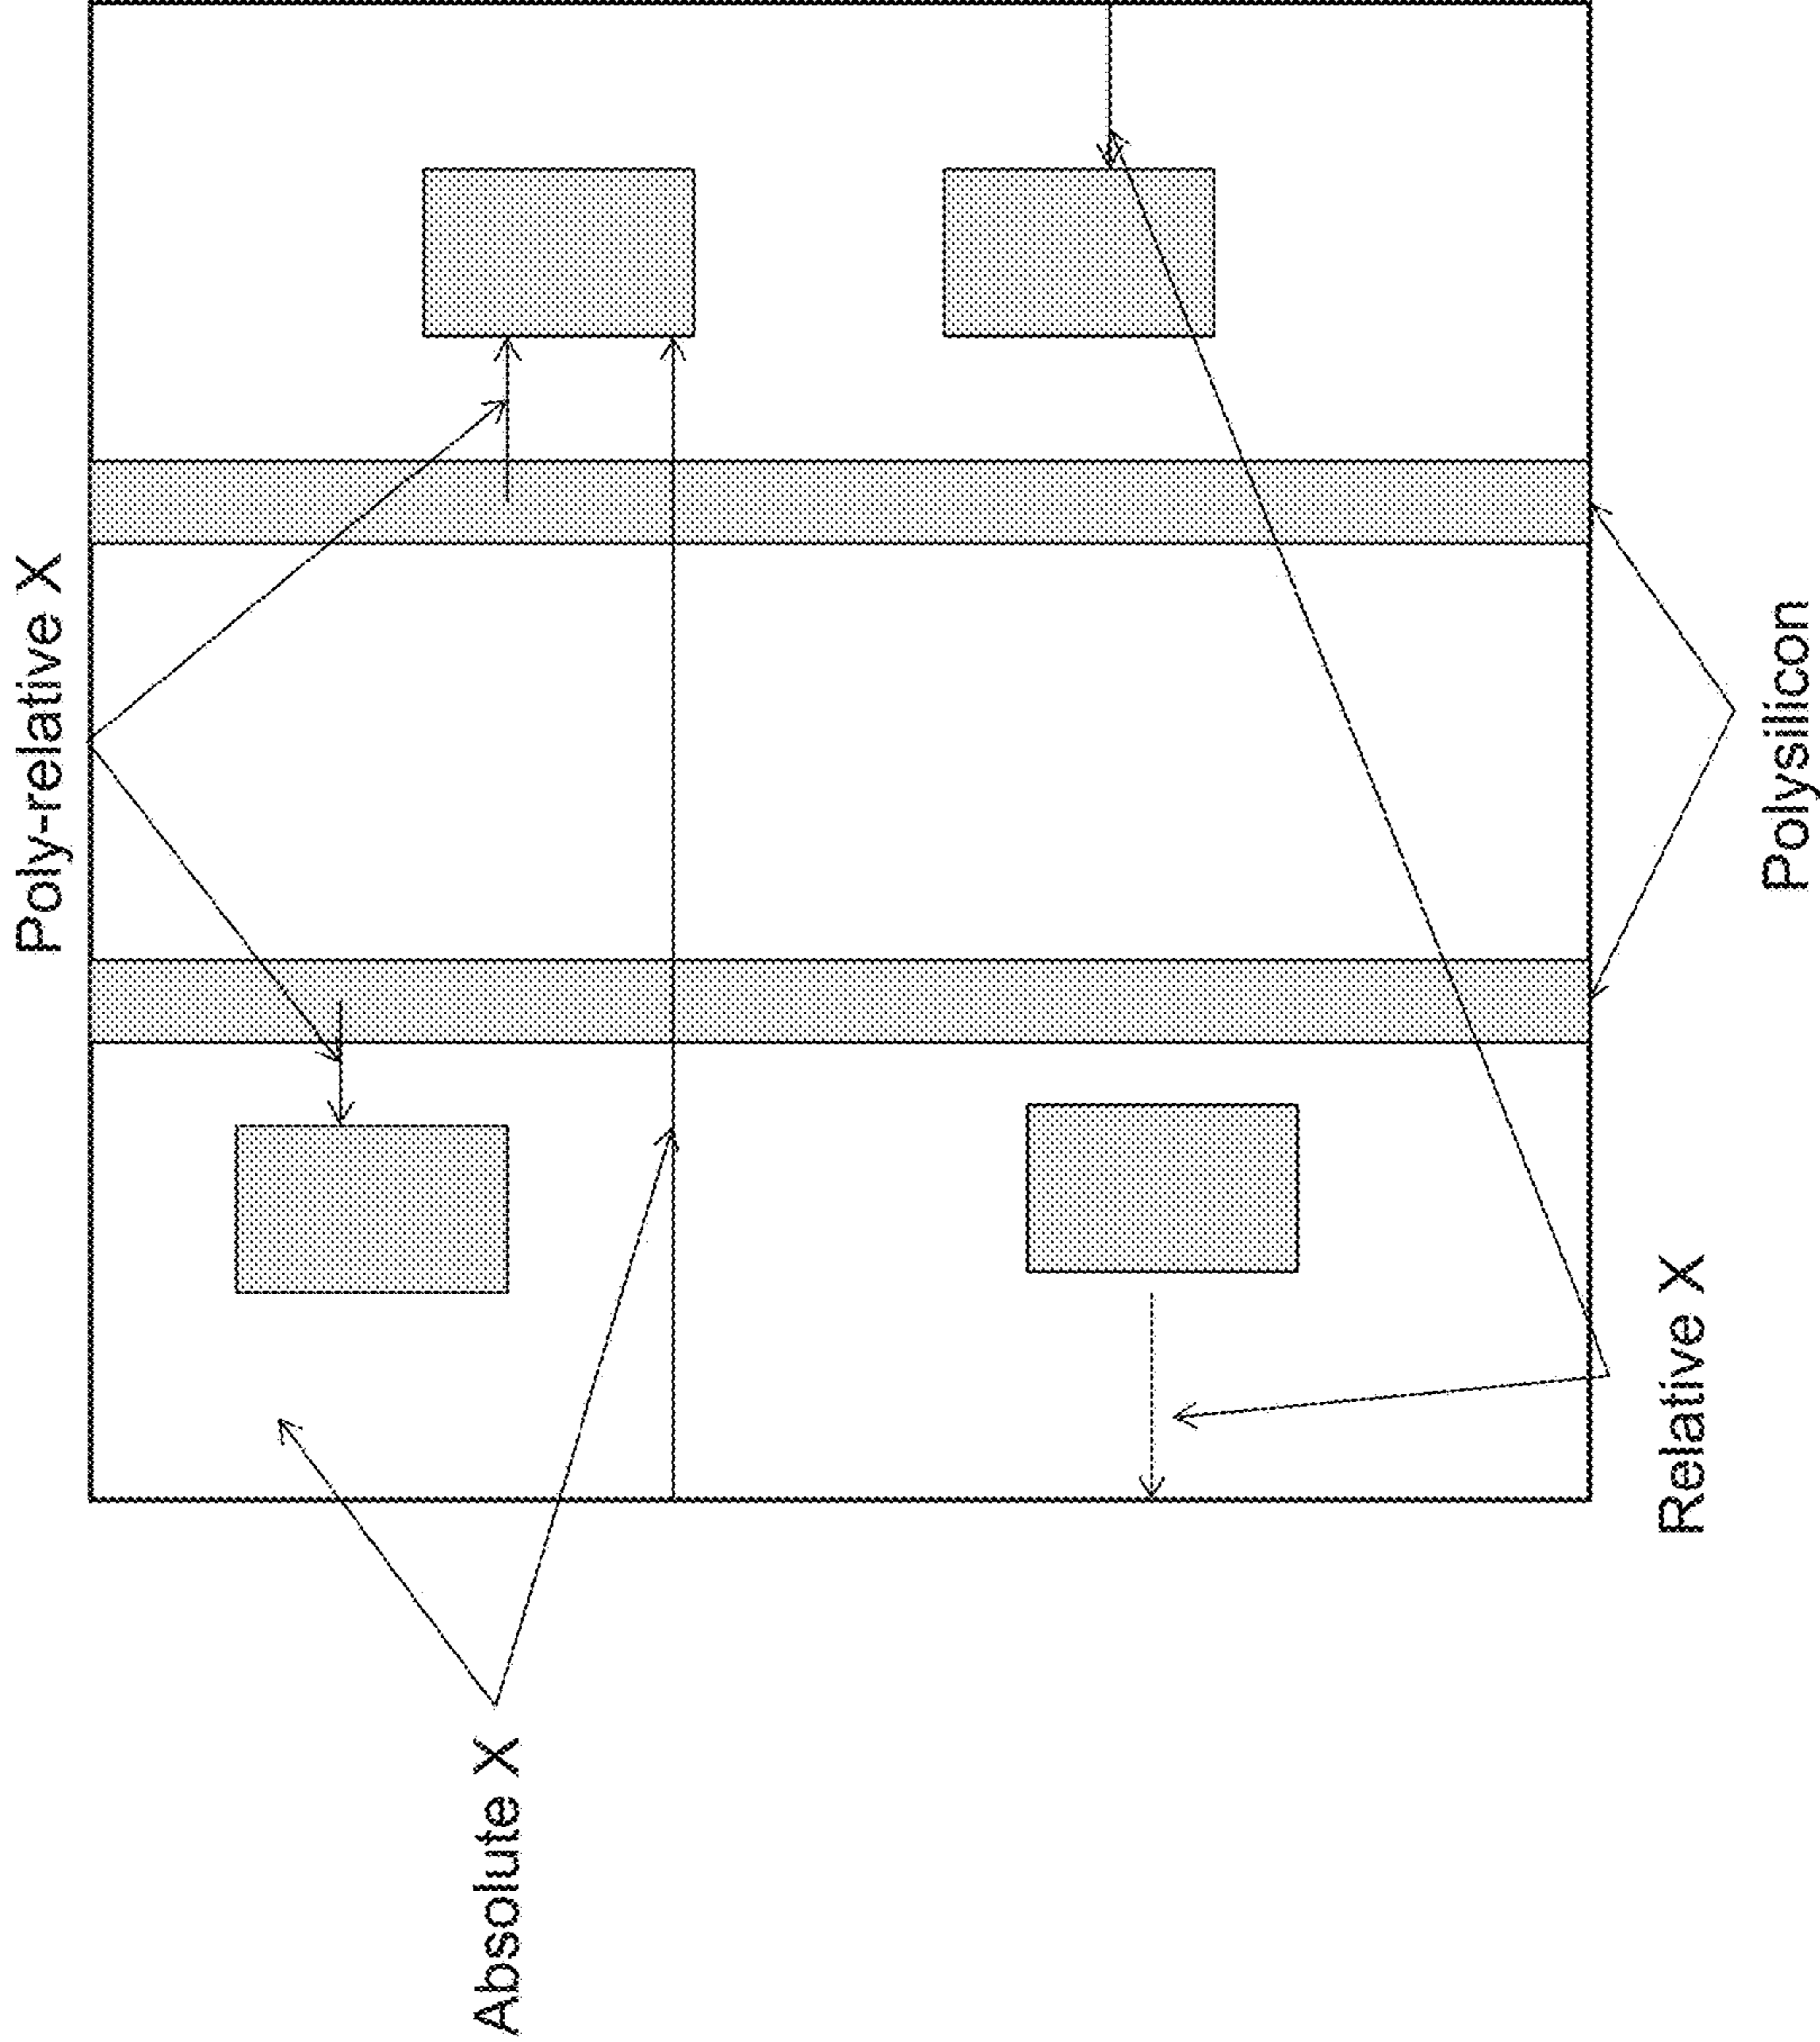 Poly-relative X
Absolute X
Relative X
Polysilicon